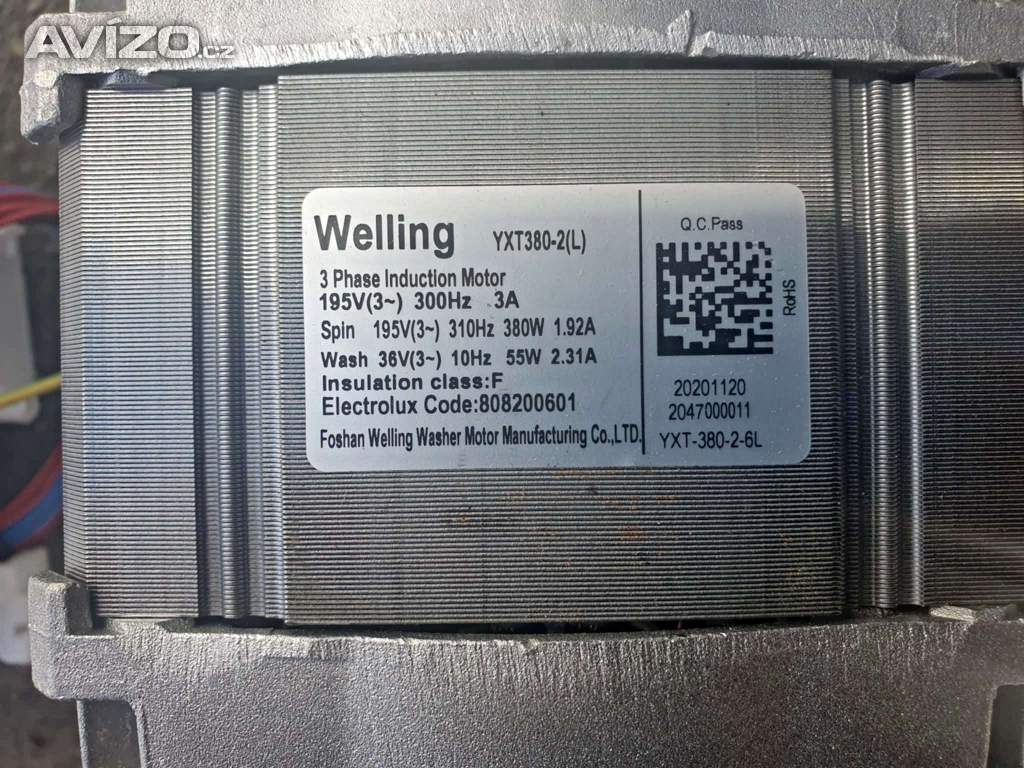 AVÍZO.cz
Welling YXT380-2(L)
3 Phase Induction Motor
195V(3~) 300Hz 3A
Spin 195V(3~) 310Hz 380W 1.92A
Wash 36V(3~) 10Hz 55W 2.31A
Insulation class:F
Electrolux Code:808200601
Foshan Welling Washer Motor Manufacturing Co.,LTD.
Q.C.Pass
RoHS
20201120
2047000011
YXT-380-2-6L